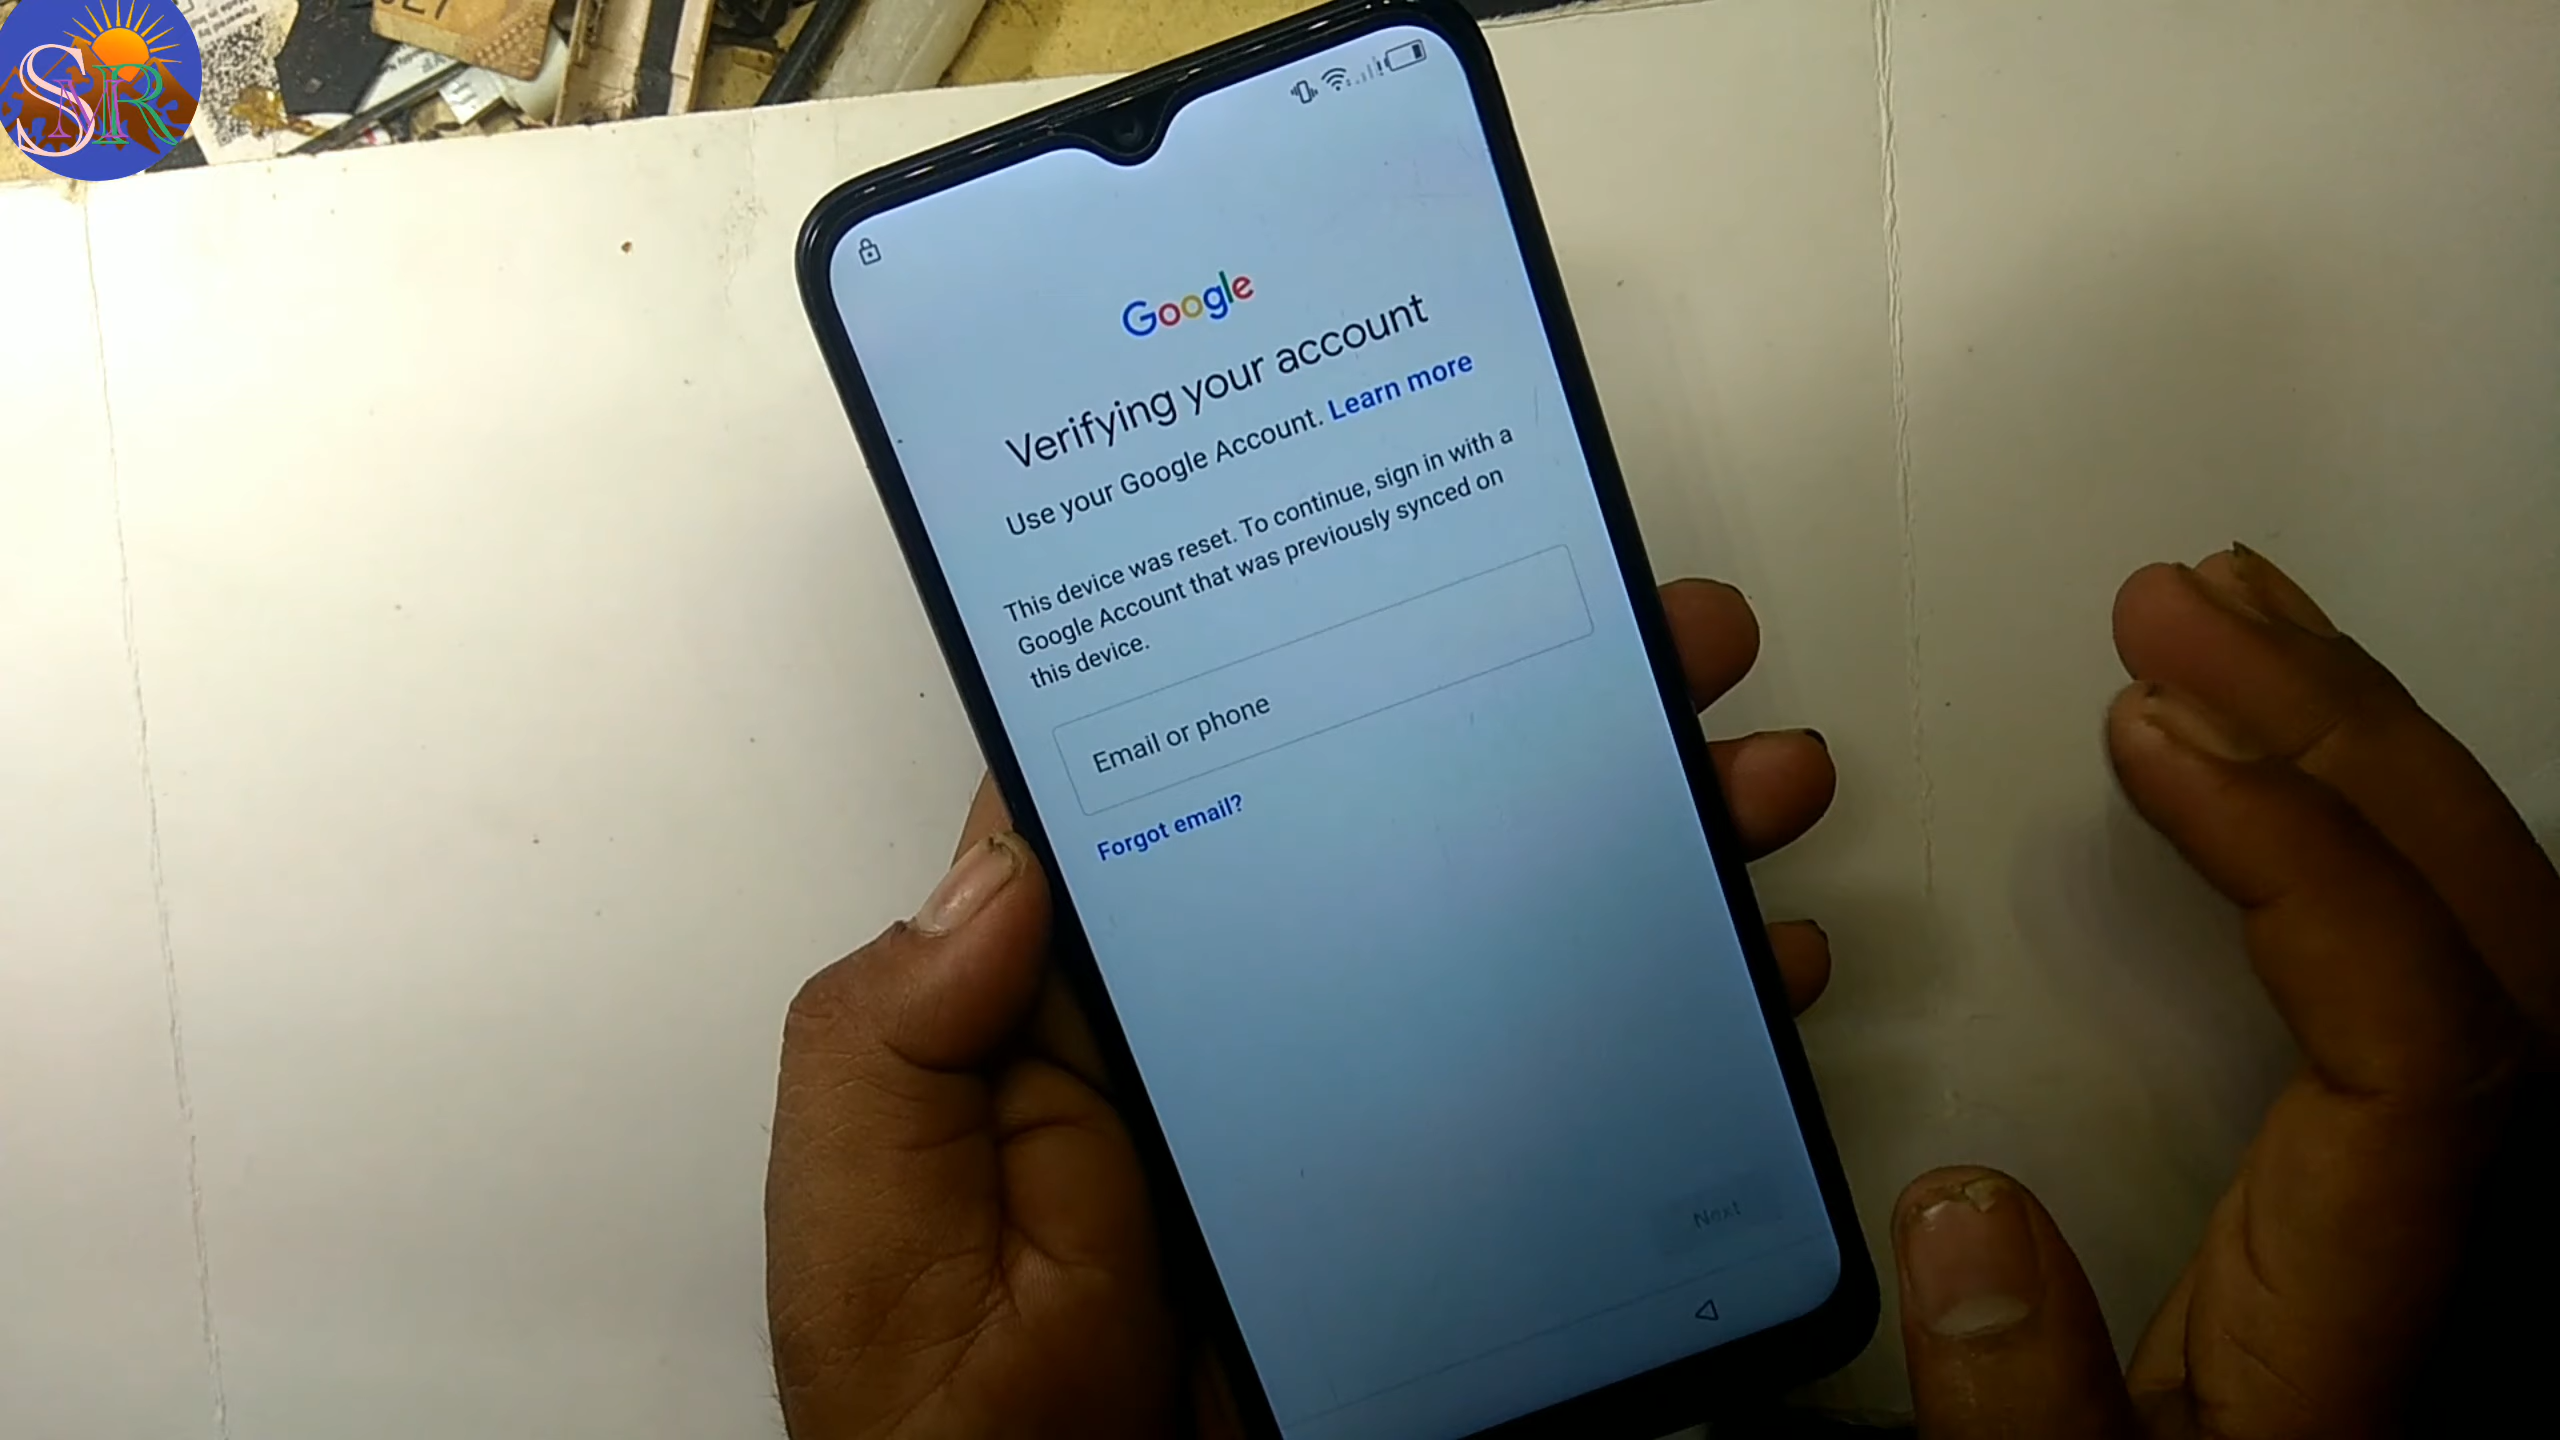 SMR
Google
Verifying your account
Use your Google Account. Learn more
This device was reset. To continue, sign in with a
Google Account that was previously synced on
this device.
Email or phone
Forgot email?
Next